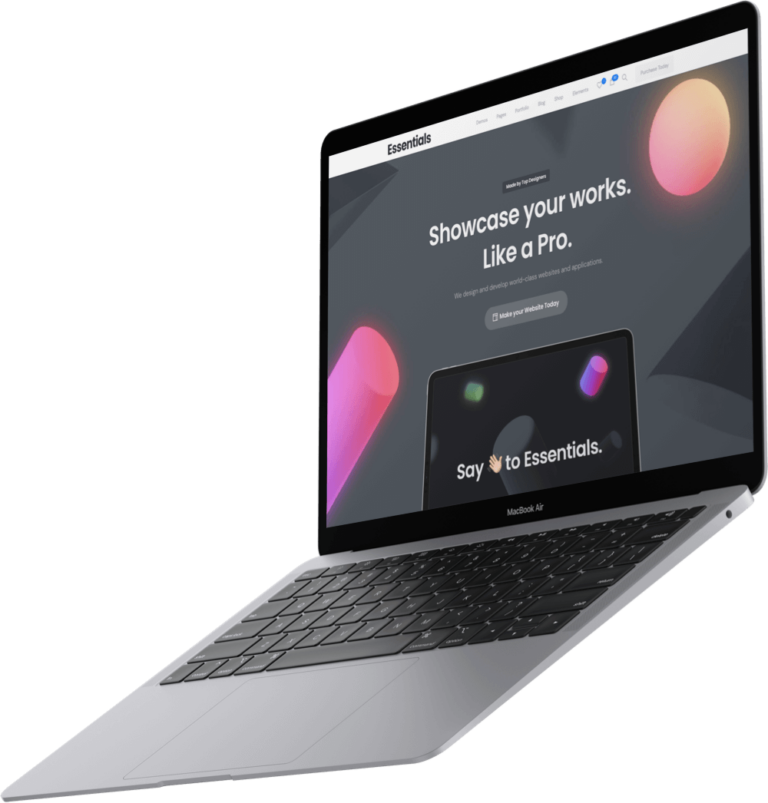 Essentials
Demos Pages Portfolio Blog Shop Elements Purchase Today
Made by Top Designers
Showcase your works.
Like a Pro.
We design and develop world-class websites and applications.
Make your Website Today
Say 👋🏻 to Essentials.
MacBook Air